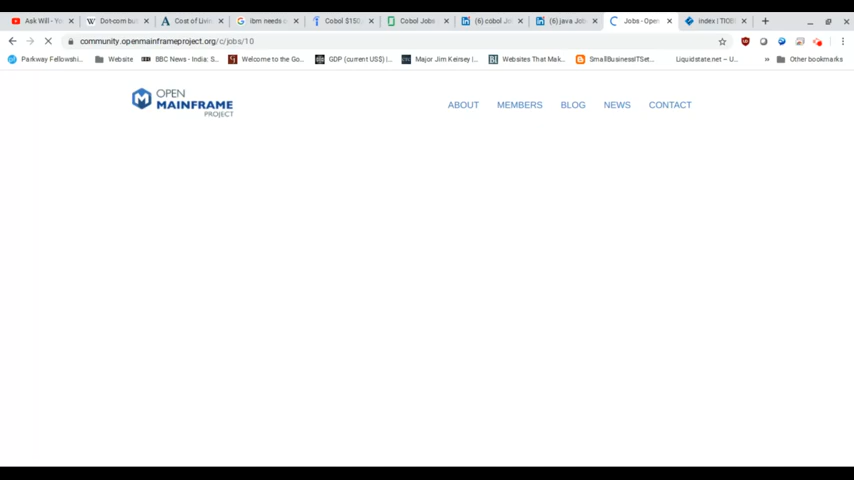 Ask Will - Yo
Dot-com bu
Cost of Livin
ibm needs c
Cobol $155
Cobol Jobs
(6) cobol Jo
(6) java Job
Jobs - Open
index | TIOB
community.openmainframeproject.org/c/jobs/10
Parkway Fellowshi...
Website
BBC News - India: S...
Welcome to the Go...
GDP (current US$) |...
Major Jim Keirsey |...
Websites That Mak...
SmallBusinessITSet...
Liquidstate.net – U...
»
Other bookmarks
OPEN
MAINFRAME
PROJECT
ABOUT
MEMBERS
BLOG
NEWS
CONTACT